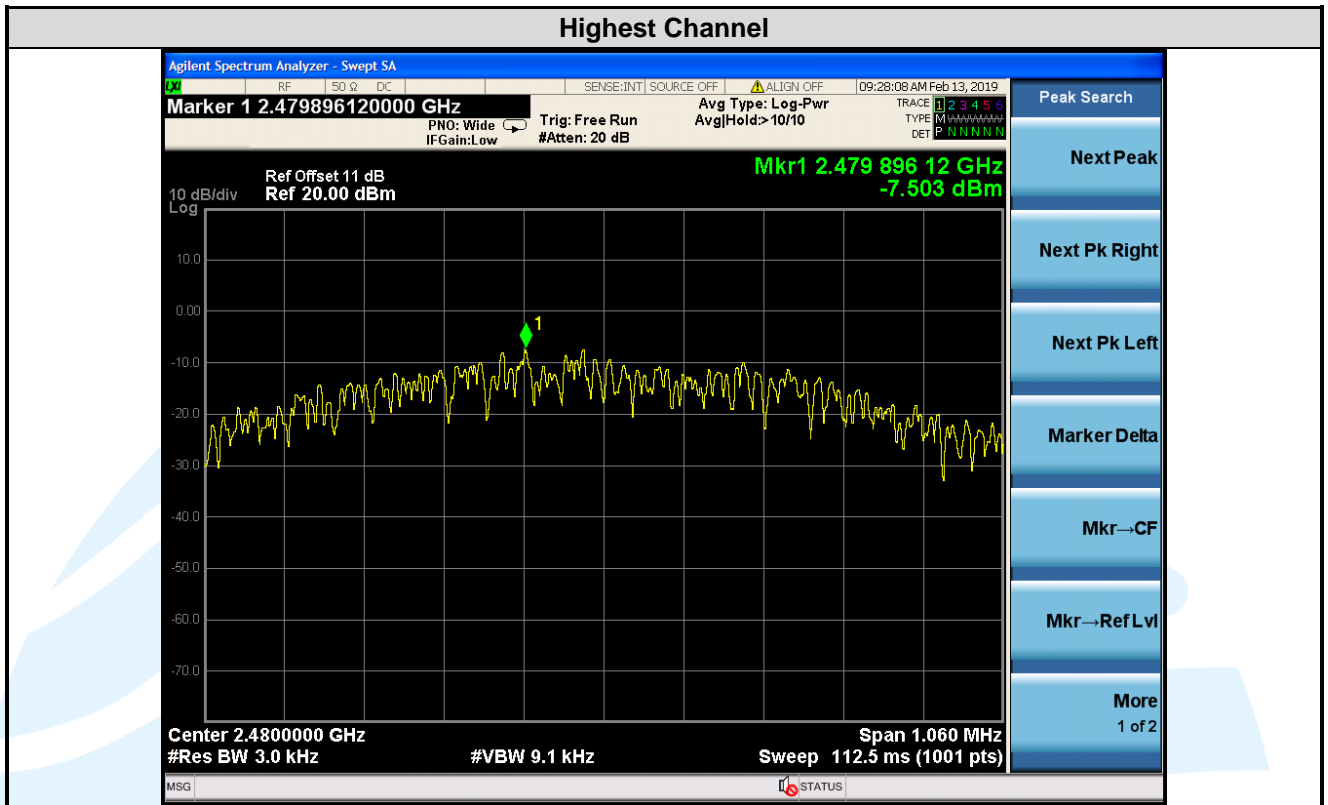 Highest Channel
Agilent Spectrum Analyzer - Swept SA
LXI RF 50 Ω DC SENSE:INT SOURCE OFF ALIGN OFF 09:28:08 AM Feb 13, 2019
Marker 1 2.479896120000 GHz
PNO: Wide
IFGain:Low
Trig: Free Run
#Atten: 20 dB
Avg Type: Log-Pwr
Avg|Hold:>10/10
TRACE 1 2 3 4 5 6
TYPE M
DET P N N N N N
Mkr1 2.479 896 12 GHz
-7.503 dBm
Ref Offset 11 dB
10 dB/div Ref 20.00 dBm
Log
10.0
0.00
1
-10.0
-20.0
-30.0
-40.0
-50.0
-60.0
-70.0
Center 2.4800000 GHz Span 1.060 MHz
#Res BW 3.0 kHz #VBW 9.1 kHz Sweep 112.5 ms (1001 pts)
MSG STATUS
Peak Search
Next Peak
Next Pk Right
Next Pk Left
Marker Delta
Mkr→CF
Mkr→Ref Lvl
More
1 of 2